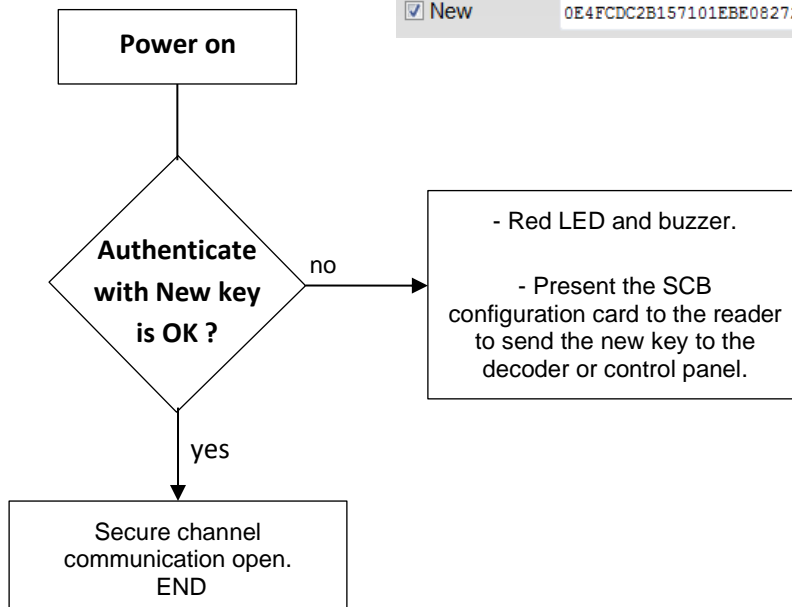 New
Power on
Authenticate
with New key
is OK ?
no
- Red LED and buzzer.
- Present the SCB
configuration card to the reader
to send the new key to the
decoder or control panel.
yes
Secure channel
communication open.
END